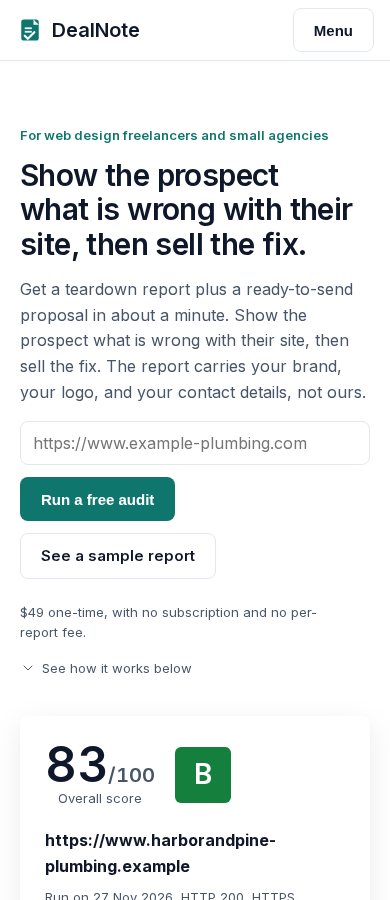 DealNote
Menu
For web design freelancers and small agencies
Show the prospect
what is wrong with their
site, then sell the fix.
Get a teardown report plus a ready-to-send
proposal in about a minute. Show the
prospect what is wrong with their site, then
sell the fix. The report carries your brand,
your logo, and your contact details, not ours.
https://www.example-plumbing.com
Run a free audit
See a sample report
$49 one-time, with no subscription and no per-
report fee.
See how it works below
83/100
B
Overall score
https://www.harborandpine-
plumbing.example
Run on 27 Nov 2026, HTTP 200, HTTPS